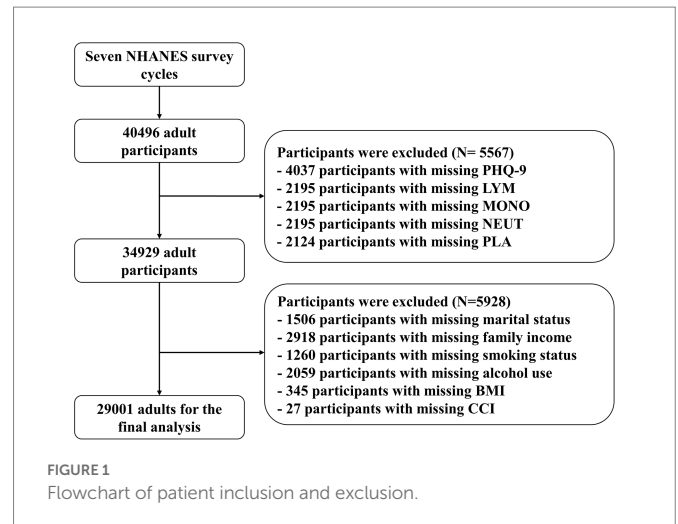 Seven NHANES survey
cycles
40496 adult
participants
Participants were excluded (N= 5567)
- 4037 participants with missing PHQ-9
- 2195 participants with missing LYM
- 2195 participants with missing MONO
- 2195 participants with missing NEUT
- 2124 participants with missing PLA
34929 adult
participants
Participants were excluded (N=5928)
- 1506 participants with missing marital status
- 2918 participants with missing family income
- 1260 participants with missing smoking status
- 2059 participants with missing alcohol use
- 345 participants with missing BMI
- 27 participants with missing CCI
29001 adults for the
final analysis
FIGURE 1
Flowchart of patient inclusion and exclusion.